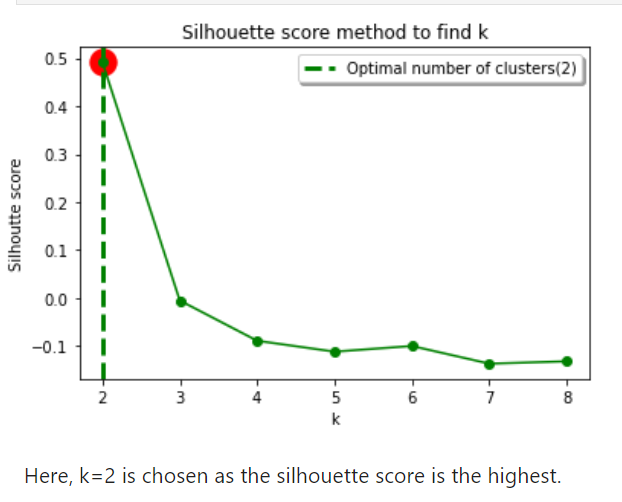 Silhouette score method to find k
Optimal number of clusters(2)
Silhoutte score
0.5
0.4
0.3
0.2
0.1
0.0
−0.1
2 3 4 5 6 7 8
k
Here, k=2 is chosen as the silhouette score is the highest.